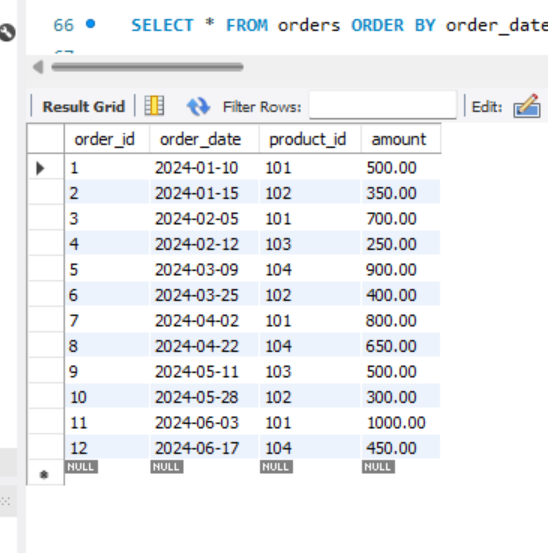 66 SELECT * FROM orders ORDER BY order_date
Result Grid Filter Rows: Edit:
order_id order_date product_id amount
1 2024-01-10 101 500.00
2 2024-01-15 102 350.00
3 2024-02-05 101 700.00
4 2024-02-12 103 250.00
5 2024-03-09 104 900.00
6 2024-03-25 102 400.00
7 2024-04-02 101 800.00
8 2024-04-22 104 650.00
9 2024-05-11 103 500.00
10 2024-05-28 102 300.00
11 2024-06-03 101 1000.00
12 2024-06-17 104 450.00
NULL NULL NULL NULL